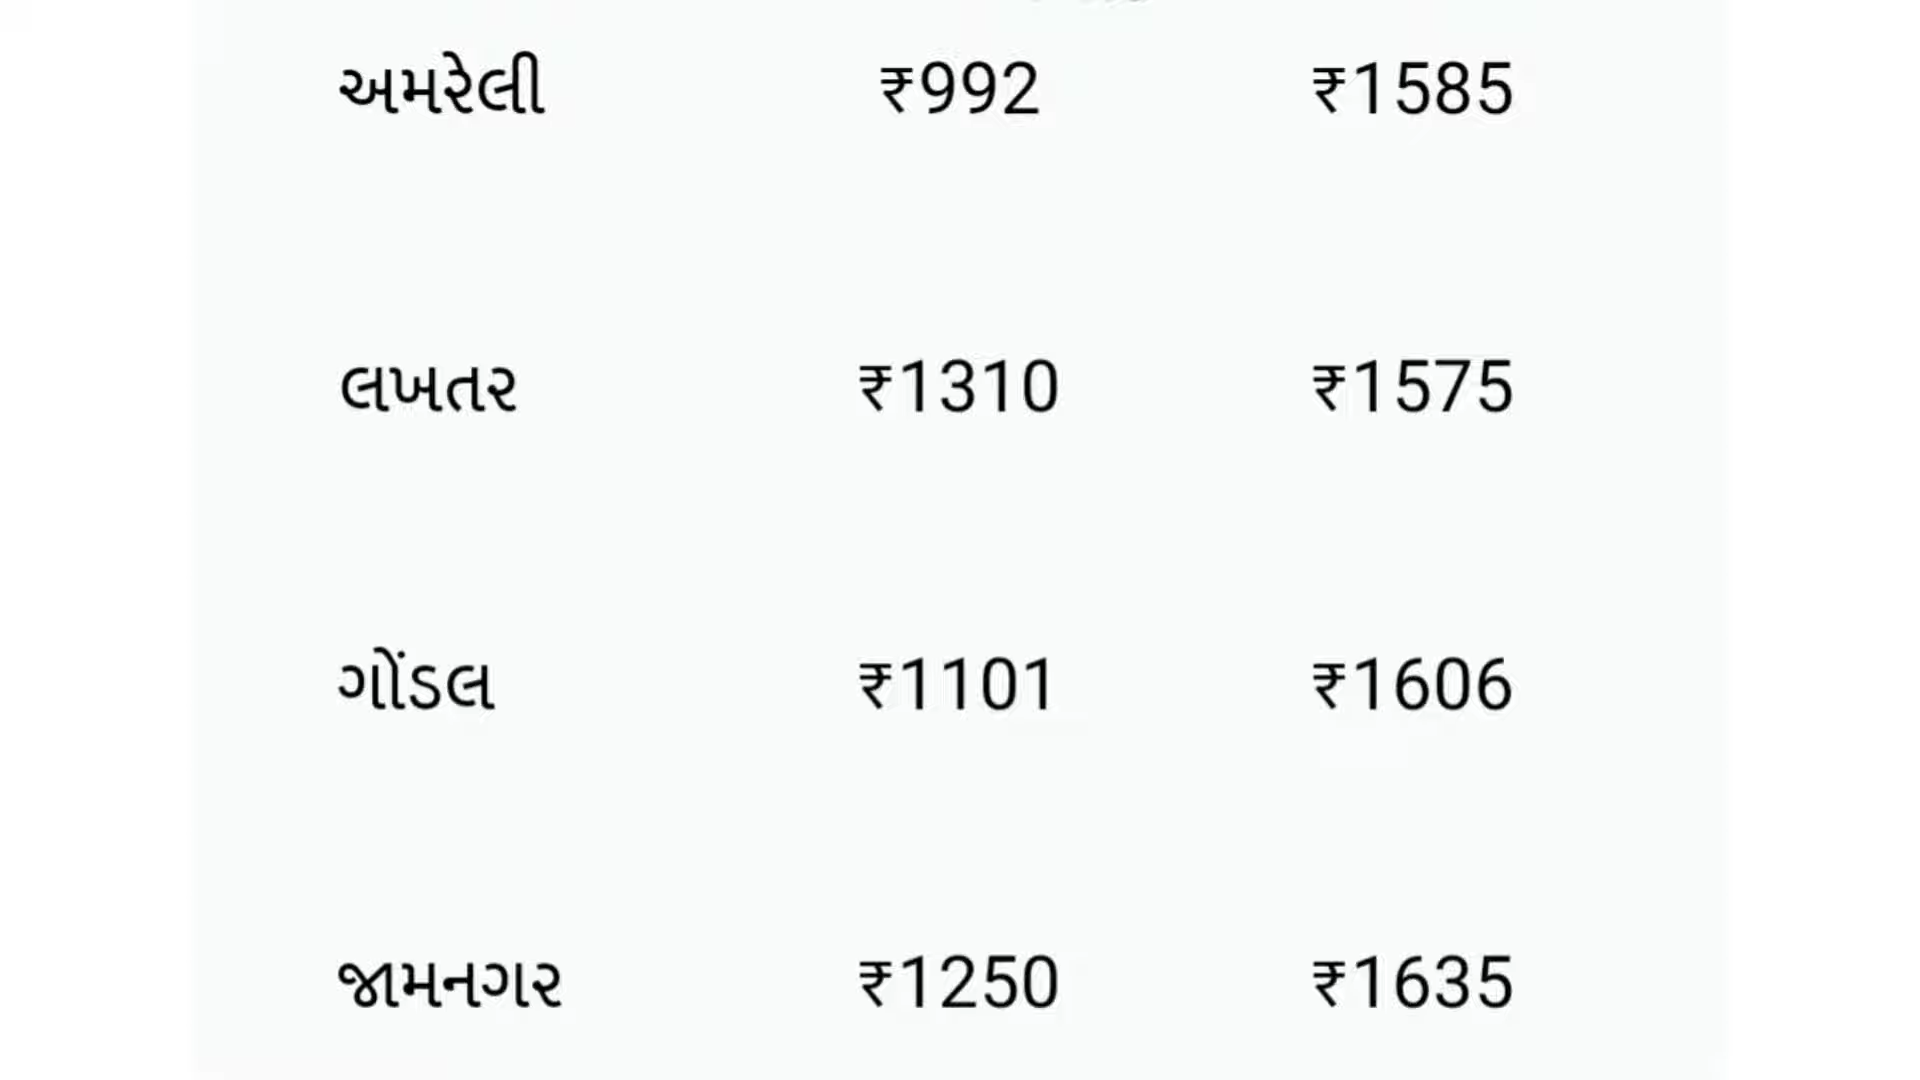 અમરેલી ₹992 ₹1585
લખતર ₹1310 ₹1575
ગોંડલ ₹1101 ₹1606
જામનગર ₹1250 ₹1635